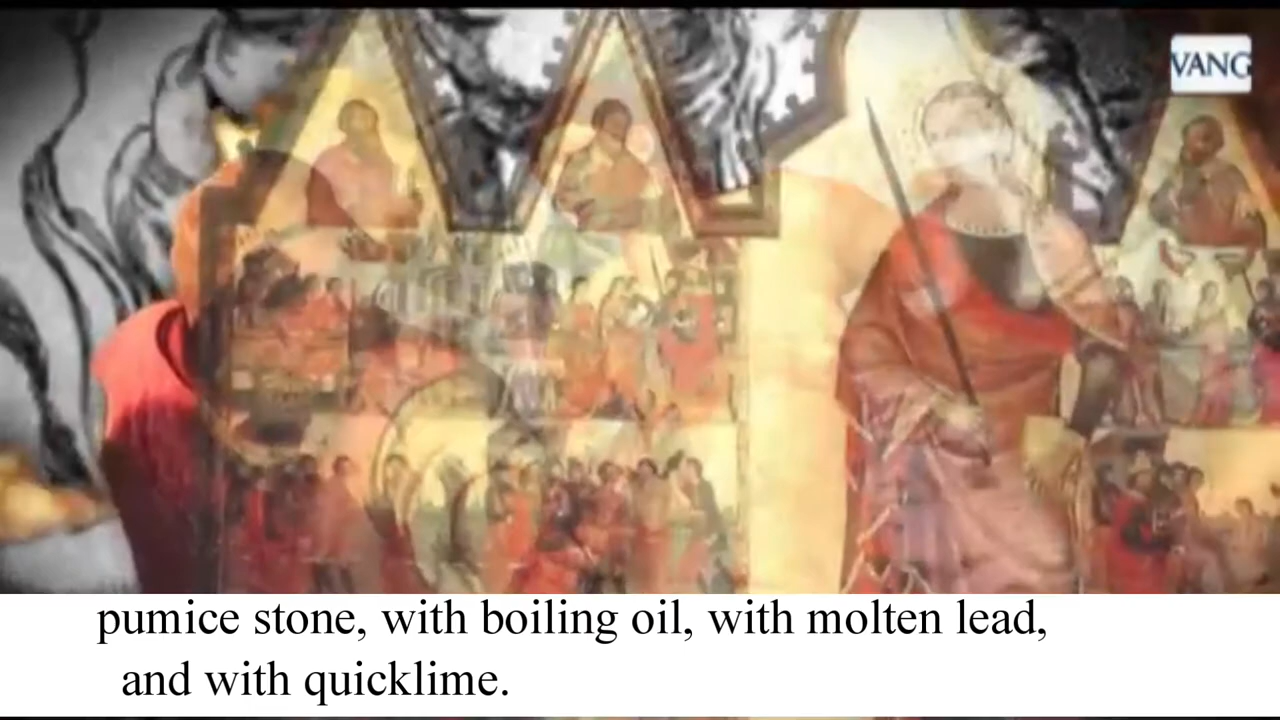 VANG
pumice stone, with boiling oil, with molten lead,
and with quicklime.